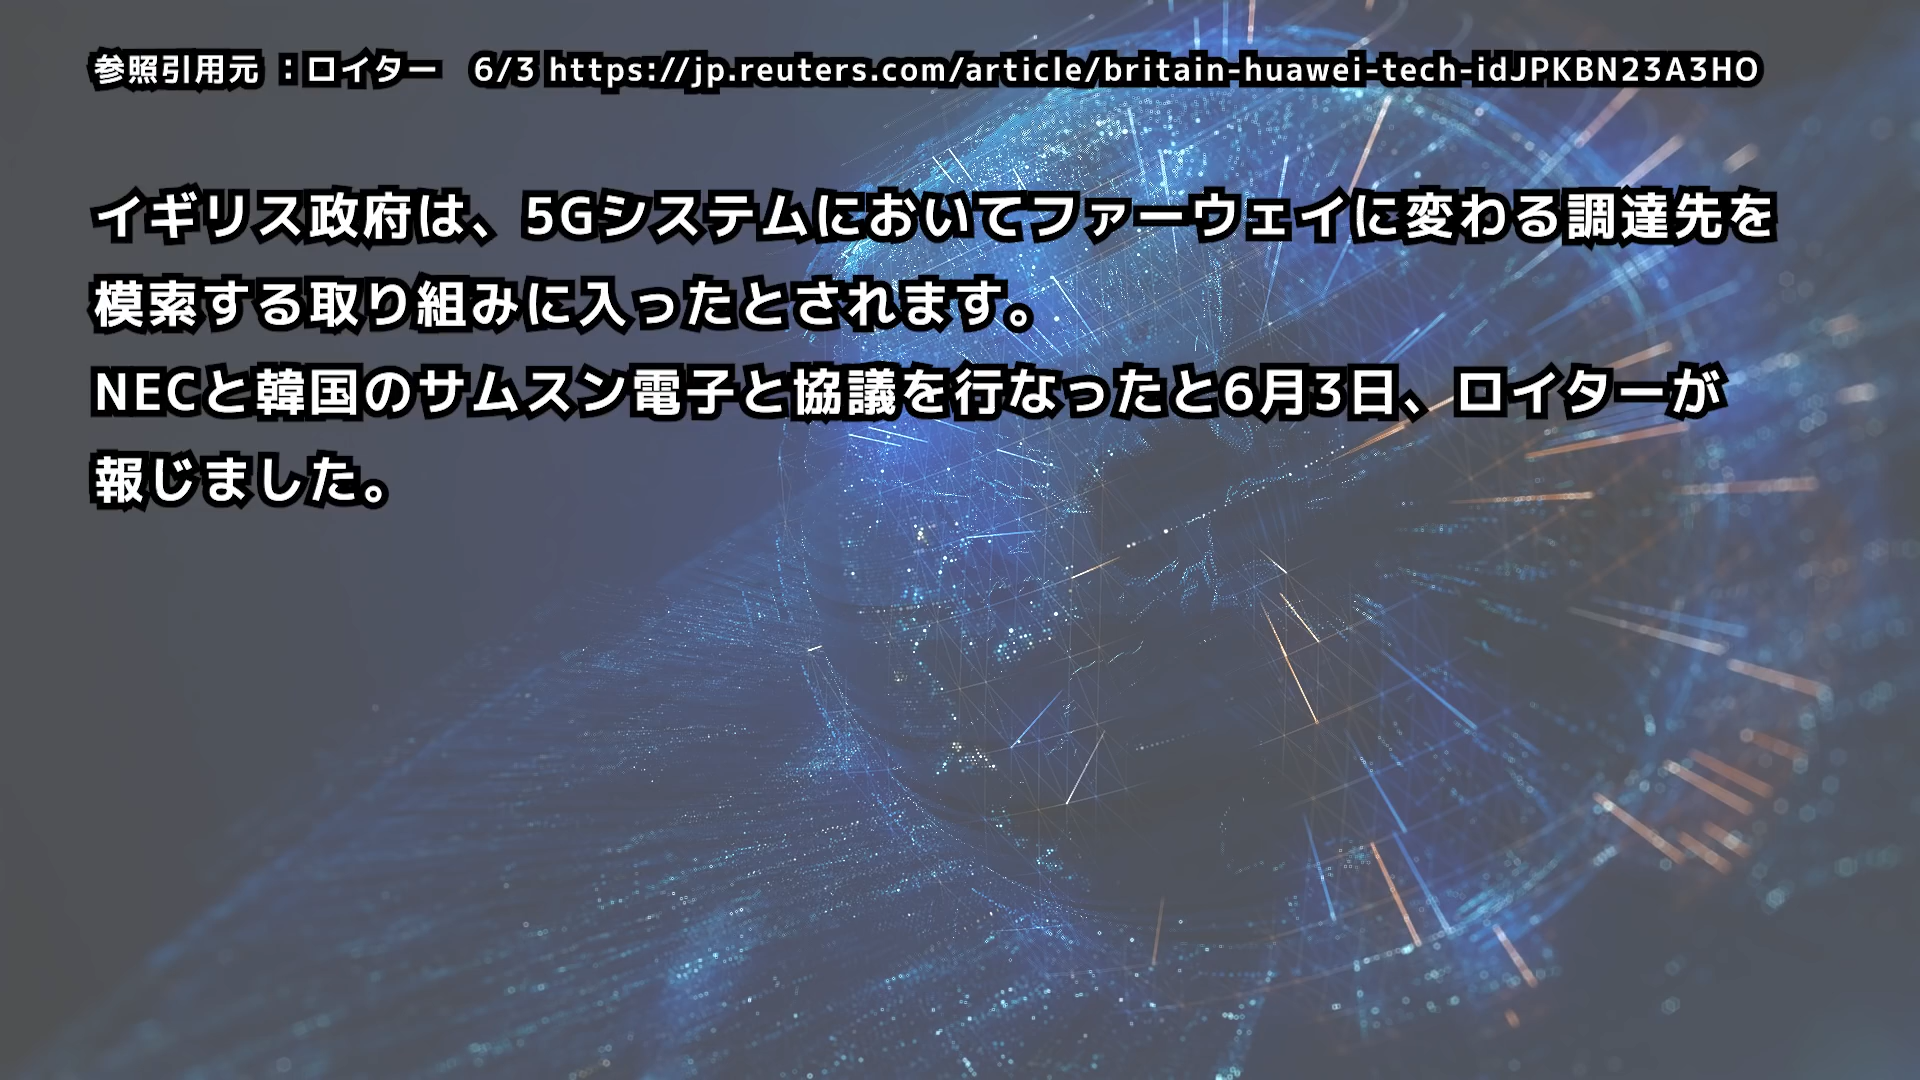 参照引用元 ：ロイター　6/3 https://jp.reuters.com/article/britain-huawei-tech-idJPKBN23A3HO
イギリス政府は、5Gシステムにおいてファーウェイに変わる調達先を
模索する取り組みに入ったとされます。
NECと韓国のサムスン電子と協議を行なったと6月3日、ロイターが
報じました。